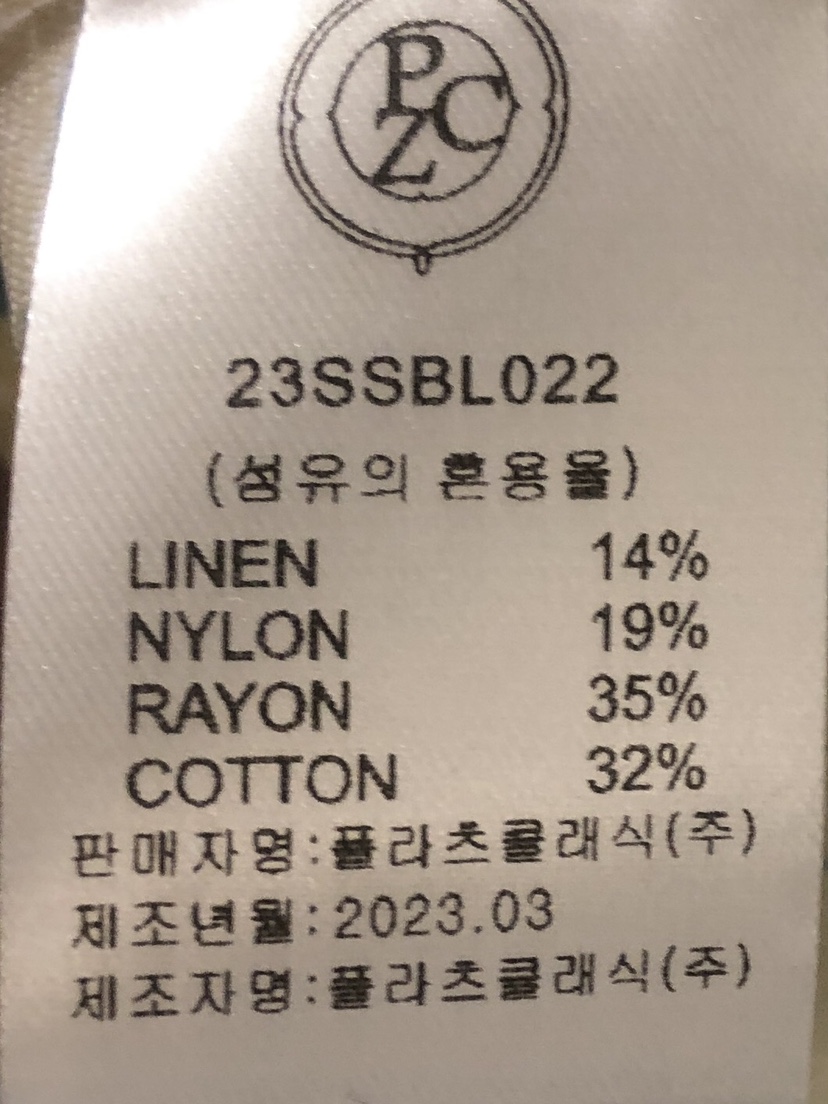 PCZ
23SSBL022
(섬유의 혼용율)
LINEN 14%
NYLON 19%
RAYON 35%
COTTON 32%
판매자명:플라츠클래식(주)
제조년월:2023.03
제조자명:플라츠클래식(주)